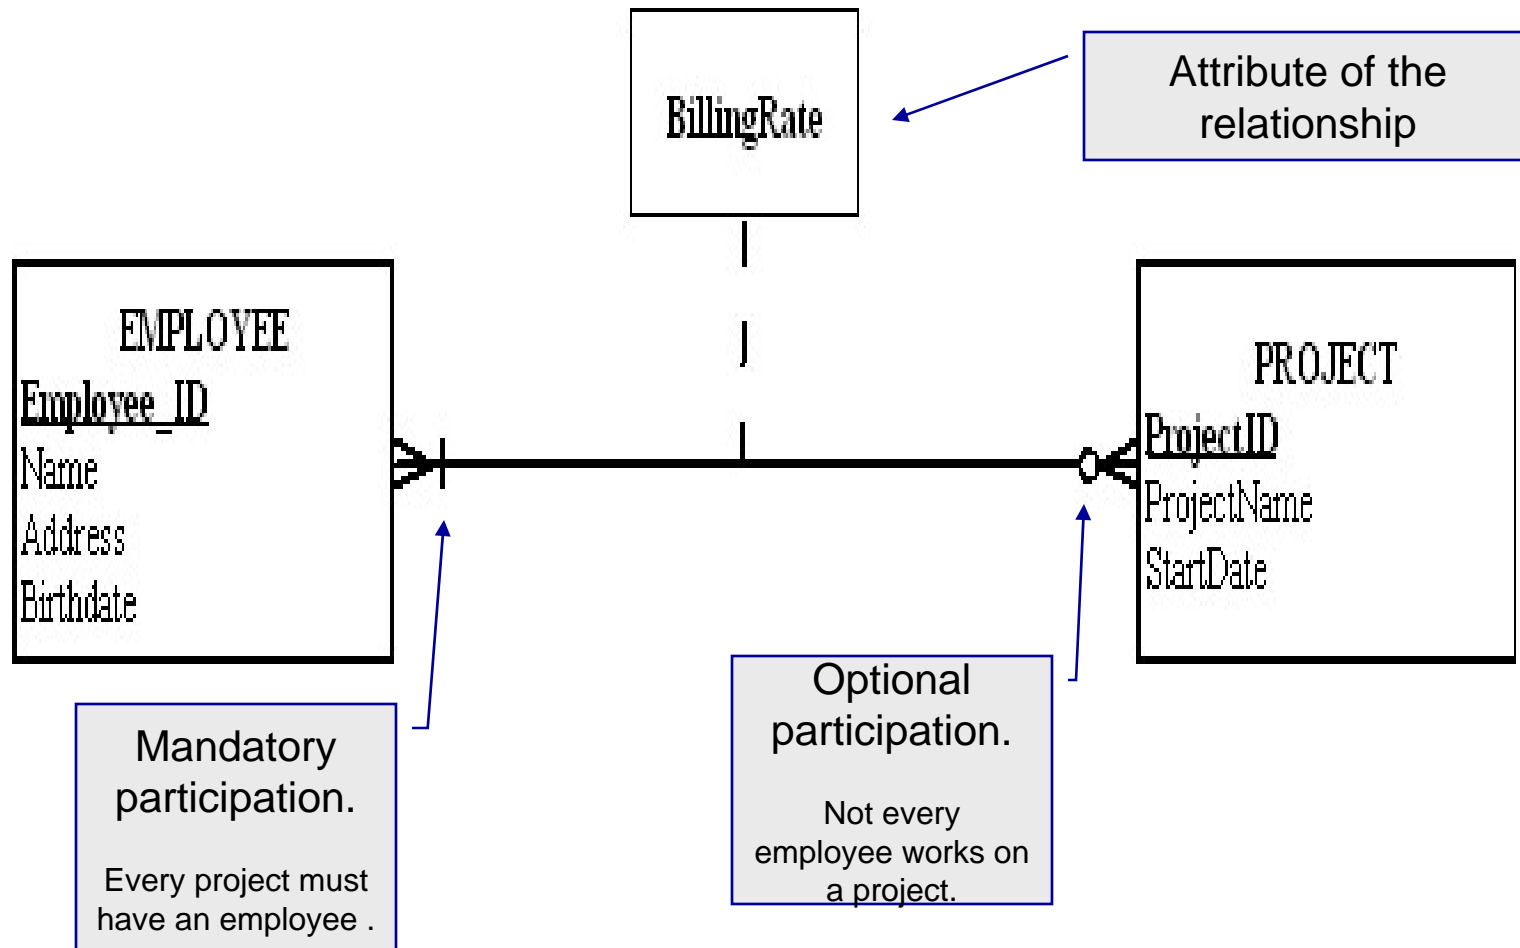 BillingRate
Attribute of the
relationship
EMPLOYEE
Employee_ID
Name
Address
Birthdate
PROJECT
ProjectID
ProjectName
StartDate
Mandatory
participation.
Every project must
have an employee .
Optional
participation.
Not every
employee works on
a project.